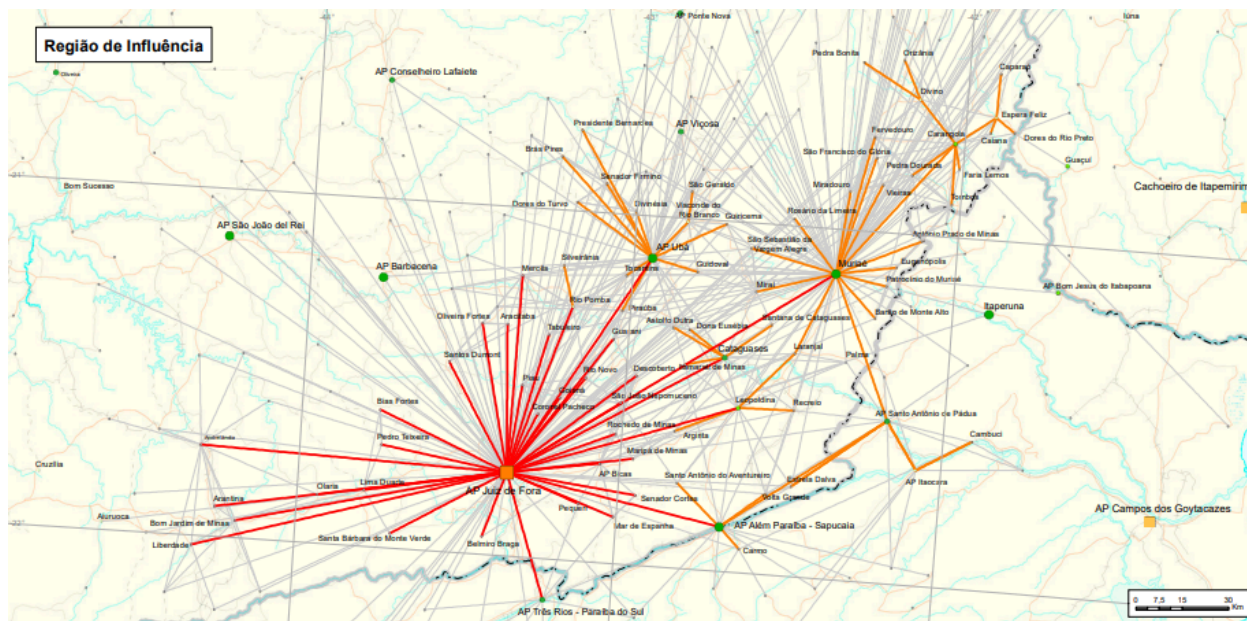 -44
-43
-42
AP Ponte Nova
Iúna
Região de Influência
Oliveira
AP Conselheiro Lafaiete
Pedra Bonita
Orizânia
Caparaó
Divino
Presidente Bernardes
AP Viçosa
Espera Feliz
Fervedouro
Carangola
Caiana
Dores do Rio Preto
Brás Pires
São Francisco do Glória
Guaçuí
-21
Pedra Dourada
Faria Lemos
Bom Sucesso
Senador Firmino
São Geraldo
Miradouro
Vieiras
Tombos
Cachoeiro de Itapemirim
Dores do Turvo
Divinésia
Visconde do
Rio Branco
Guiricema
Rosário da Limeira
AP São João del Rei
São Sebastião da
Vargem Alegre
Antônio Prado de Minas
AP Ubá
Muriaé
Eugenópolis
AP Barbacena
Mercês
Silveirânia
Tocantins
Guidoval
Miraí
Patrocínio do Muriaé
AP Bom Jesus do Itabapoana
Rio Pomba
Piraúba
Itaperuna
Oliveira Fortes
Aracitaba
Tabuleiro
Guarani
Astolfo Dutra
Dona Eusébia
Santana de Cataguases
Barão de Monte Alto
Laranjal
Santos Dumont
Cataguases
Palma
Itamarati de Minas
Descoberto
Rio Novo
Piau
Goianá
São João Nepomuceno
Bias Fortes
Coronel Pacheco
Leopoldina
Recreio
AP Santo Antônio de Pádua
Rochedo de Minas
Argirita
Cambuci
Andrelândia
Pedro Teixeira
Maripá de Minas
Cruzília
Olaria
Lima Duarte
AP Juiz de Fora
AP Bicas
Santo Antônio do Aventureiro
Estrela Dalva
AP Itaocara
Arantina
Senador Cortes
Volta Grande
Aiuruoca
Bom Jardim de Minas
Pequeri
Mar de Espanha
AP Além Paraíba - Sapucaia
AP Campos dos Goytacazes
-22
Liberdade
Santa Bárbara do Monte Verde
Belmiro Braga
Carmo
AP Três Rios - Paraíba do Sul
0 7,5 15 30
Km